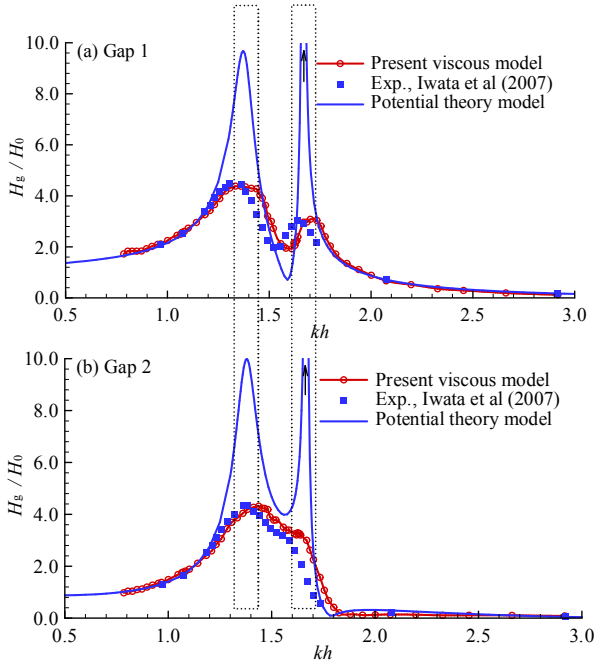 (a) Gap 1
Present viscous model
Exp., Iwata et al (2007)
Potential theory model
10.0
8.0
6.0
4.0
2.0
0.0
Hg / H0
0.5 1.0 1.5 2.0 2.5 3.0
kh
(b) Gap 2
Present viscous model
Exp., Iwata et al (2007)
Potential theory model
10.0
8.0
6.0
4.0
2.0
0.0
Hg / H0
0.5 1.0 1.5 2.0 2.5 3.0
kh